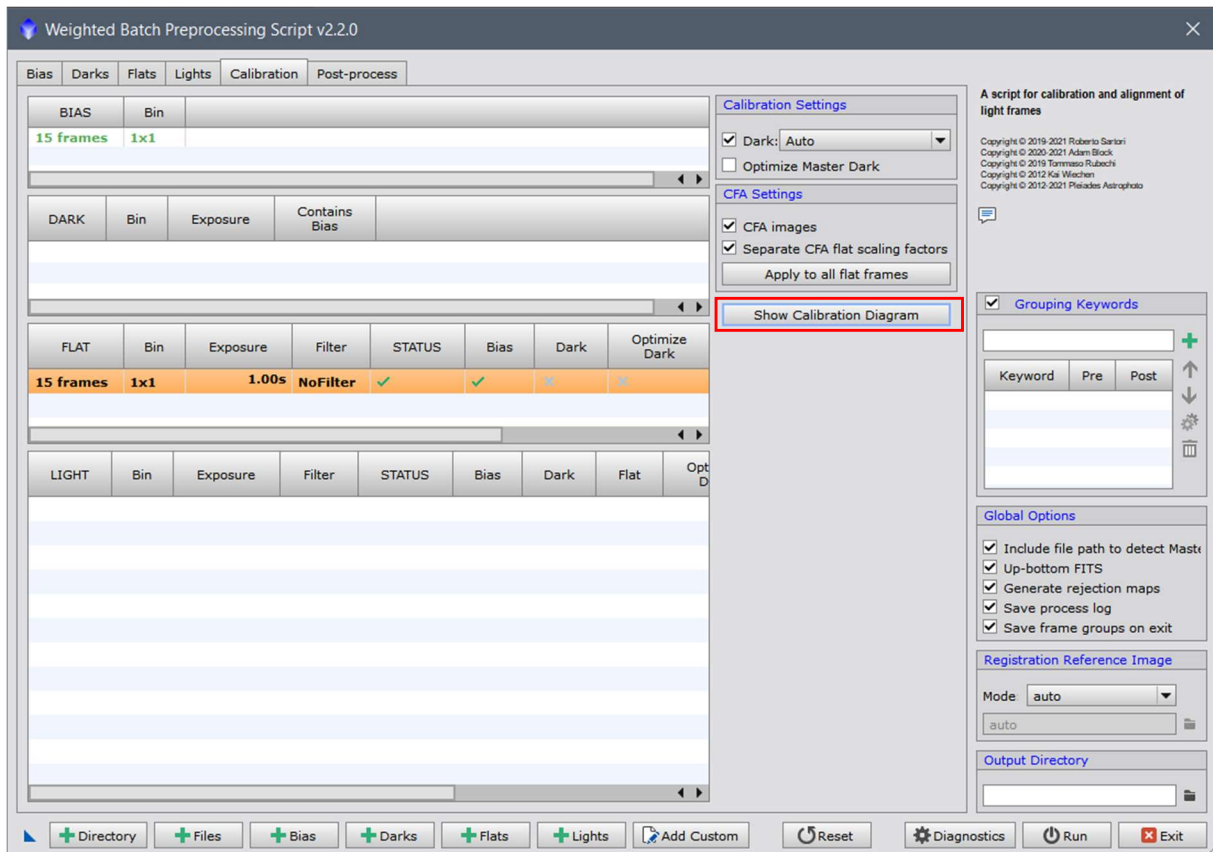 Weighted Batch Preprocessing Script v2.2.0
Bias Darks Flats Lights Calibration Post-process
BIAS Bin
15 frames 1x1
DARK Bin Exposure Contains
Bias
FLAT Bin Exposure Filter STATUS Bias Dark Optimize
Dark
15 frames 1x1 1.00s NoFilter
LIGHT Bin Exposure Filter STATUS Bias Dark Flat Opt
D
Calibration Settings
Dark: Auto
Optimize Master Dark
CFA Settings
CFA images
Separate CFA flat scaling factors
Apply to all flat frames
Show Calibration Diagram
A script for calibration and alignment of
light frames
Copyright © 2019-2021 Roberto Sartori
Copyright © 2020-2021 Adam Block
Copyright © 2019 Tommaso Rubechi
Copyright © 2012 Kai Wiechen
Copyright © 2012-2021 Pleiades Astrophoto
Grouping Keywords
Keyword Pre Post
Global Options
Include file path to detect Maste
Up-bottom FITS
Generate rejection maps
Save process log
Save frame groups on exit
Registration Reference Image
Mode: auto
auto
Output Directory
Directory Files Bias Darks Flats Lights Add Custom Reset Diagnostics Run Exit